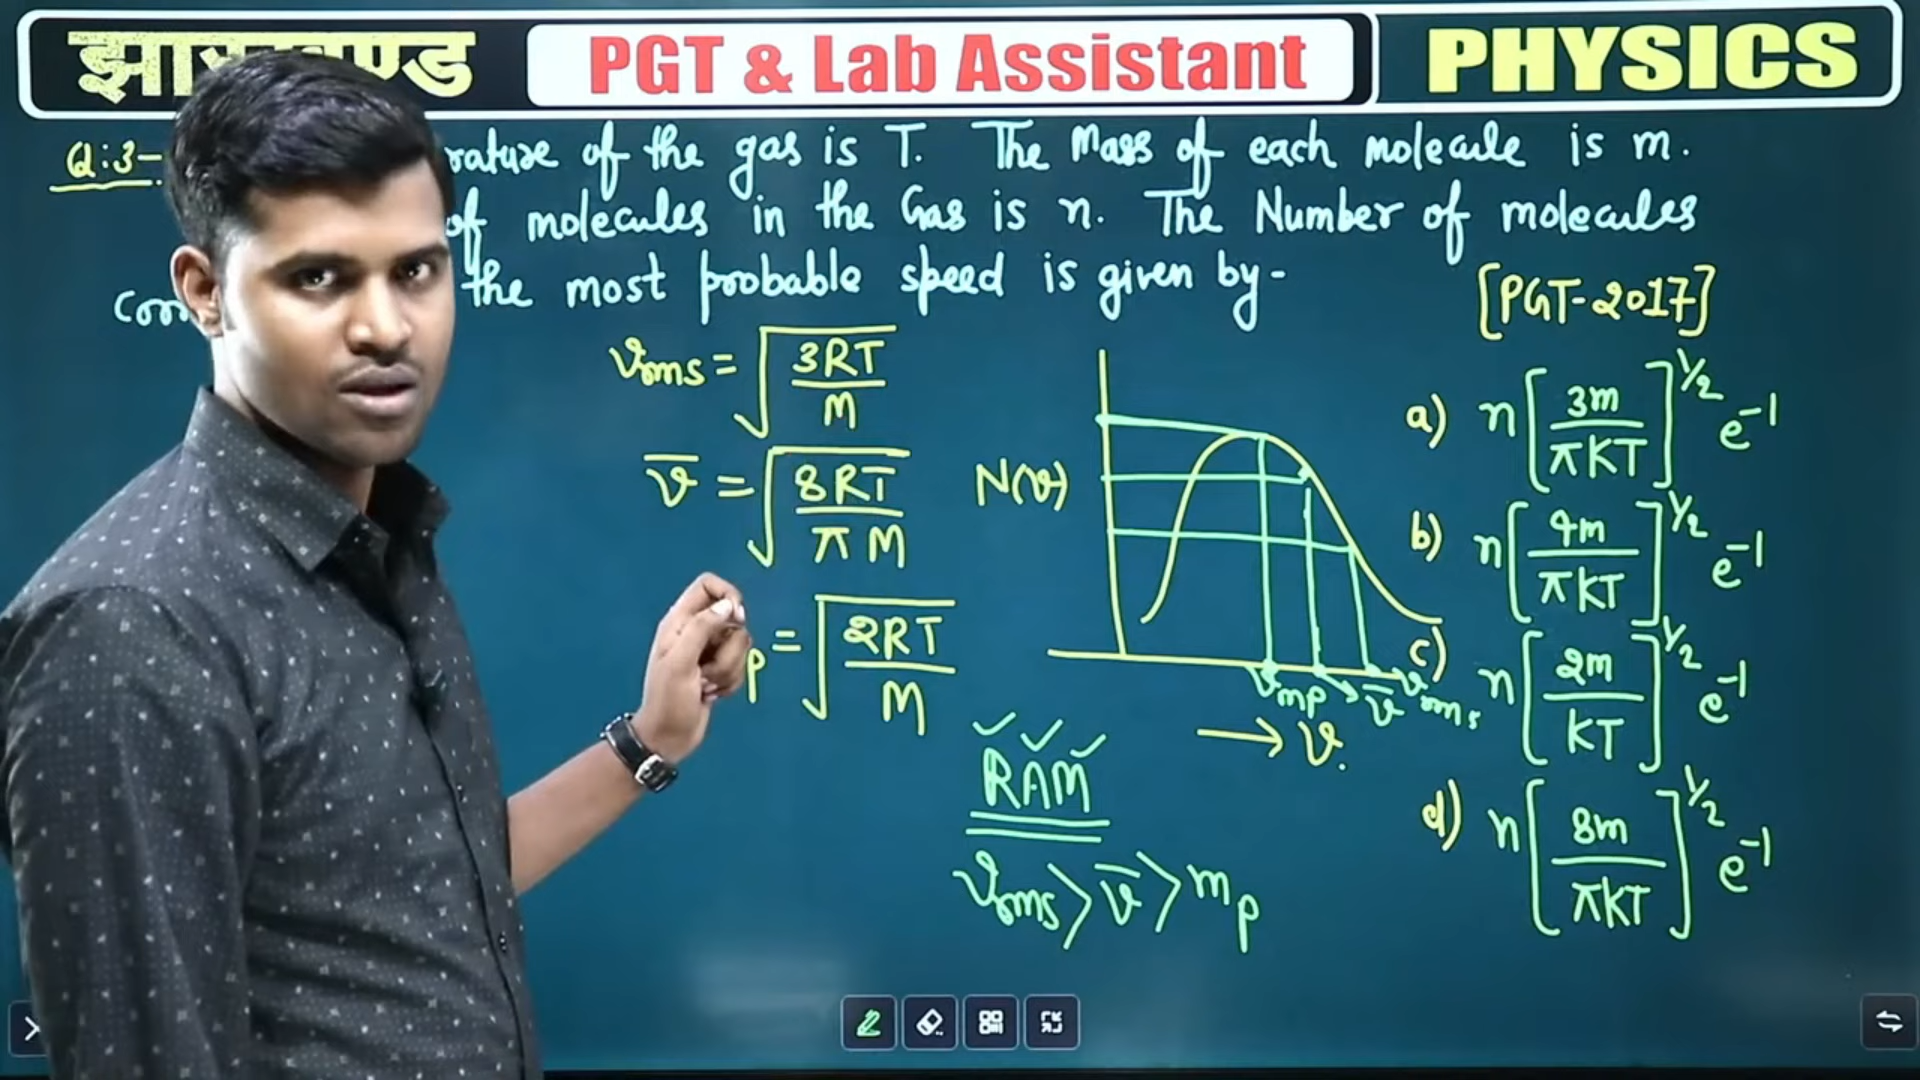 PGT & Lab Assistant
PHYSICS
Q:3-
of the gas is T. The Mass of each molecule is m.
of molecules in the Gas is n. The Number of molecules
the most probable speed is given by-
[PGT-2017]
vrms = √(3RT/M)
v̄ = √(8RT/πM)
p = √(2RT/M)
N(v)
vmp v̄ vrms
→ v.
RAM
vrms > v̄ > mp
a) n[3m/πKT]^1/2 e^-1
b) n[4m/πKT]^1/2 e^-1
c) n[2m/KT]^1/2 e^-1
d) n[8m/πKT]^1/2 e^-1